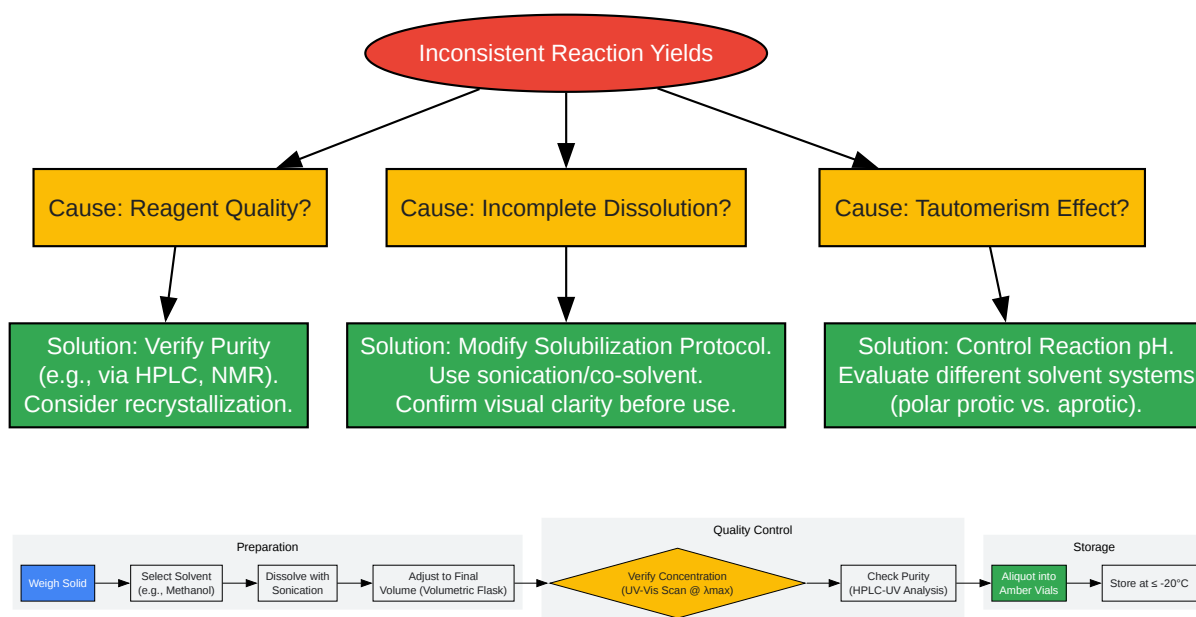 Inconsistent Reaction Yields
Cause: Reagent Quality?
Cause: Incomplete Dissolution?
Cause: Tautomerism Effect?
Solution: Verify Purity
(e.g., via HPLC, NMR).
Consider recrystallization.
Solution: Modify Solubilization Protocol.
Use sonication/co-solvent.
Confirm visual clarity before use.
Solution: Control Reaction pH.
Evaluate different solvent systems
(polar protic vs. aprotic).
Preparation
Weigh Solid
Select Solvent
(e.g., Methanol)
Dissolve with
Sonication
Adjust to Final
Volume (Volumetric Flask)
Quality Control
Verify Concentration
(UV-Vis Scan @ λmax)
Check Purity
(HPLC-UV Analysis)
Storage
Aliquot into
Amber Vials
Store at ≤ -20°C